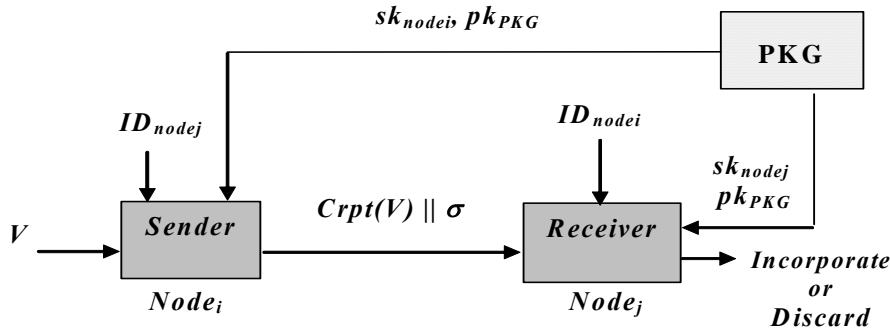 sk_nodei, pk_PKG
PKG
ID_nodej
ID_nodei
sk_nodej
pk_PKG
Crpt(V) || σ
Sender
Receiver
V
Incorporate
or
Discard
Node_i
Node_j